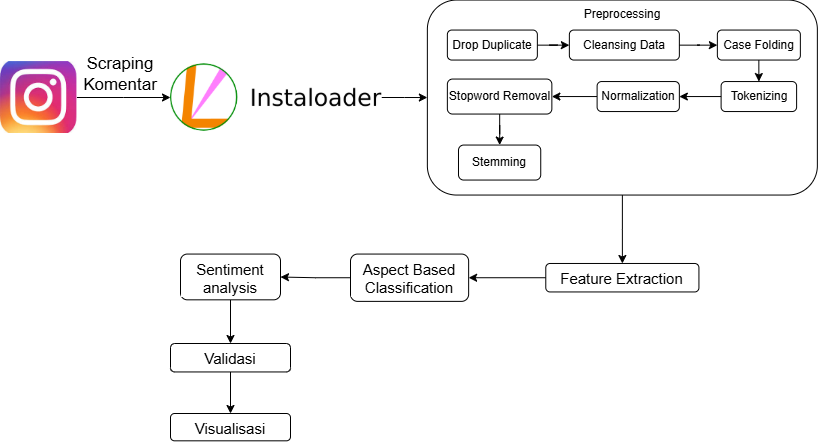 Scraping
Komentar
Instaloader
Preprocessing
Drop Duplicate
Cleansing Data
Case Folding
Tokenizing
Normalization
Stopword Removal
Stemming
Feature Extraction
Aspect Based
Classification
Sentiment
analysis
Validasi
Visualisasi